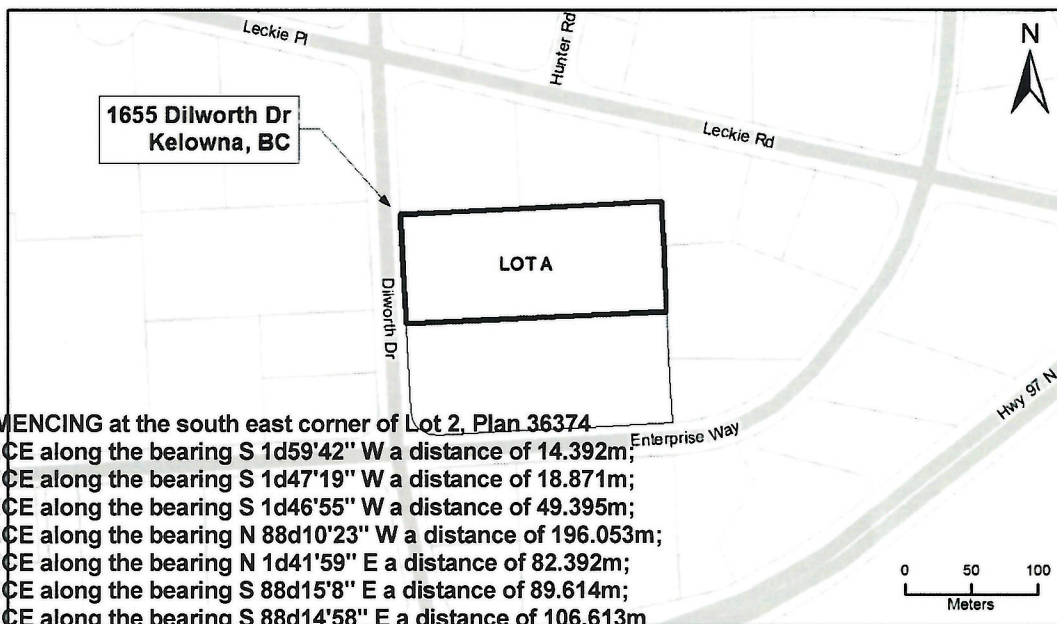 Leckie Pl
Hunter Rd
N
1655 Dilworth Dr
Kelowna, BC
Leckie Rd
LOT A
Dilworth Dr
Hwy 97 N
MENCING at the south east corner of Lot 2, Plan 36374
Enterprise Way
CE along the bearing S 1d59'42" W a distance of 14.392m;
CE along the bearing S 1d47'19" W a distance of 18.871m;
CE along the bearing S 1d46'55" W a distance of 49.395m;
CE along the bearing N 88d10'23" W a distance of 196.053m;
CE along the bearing N 1d41'59" E a distance of 82.392m;
CE along the bearing S 88d15'8" E a distance of 89.614m;
CE along the bearing S 88d14'58" E a distance of 106.613m
0 50 100
Meters